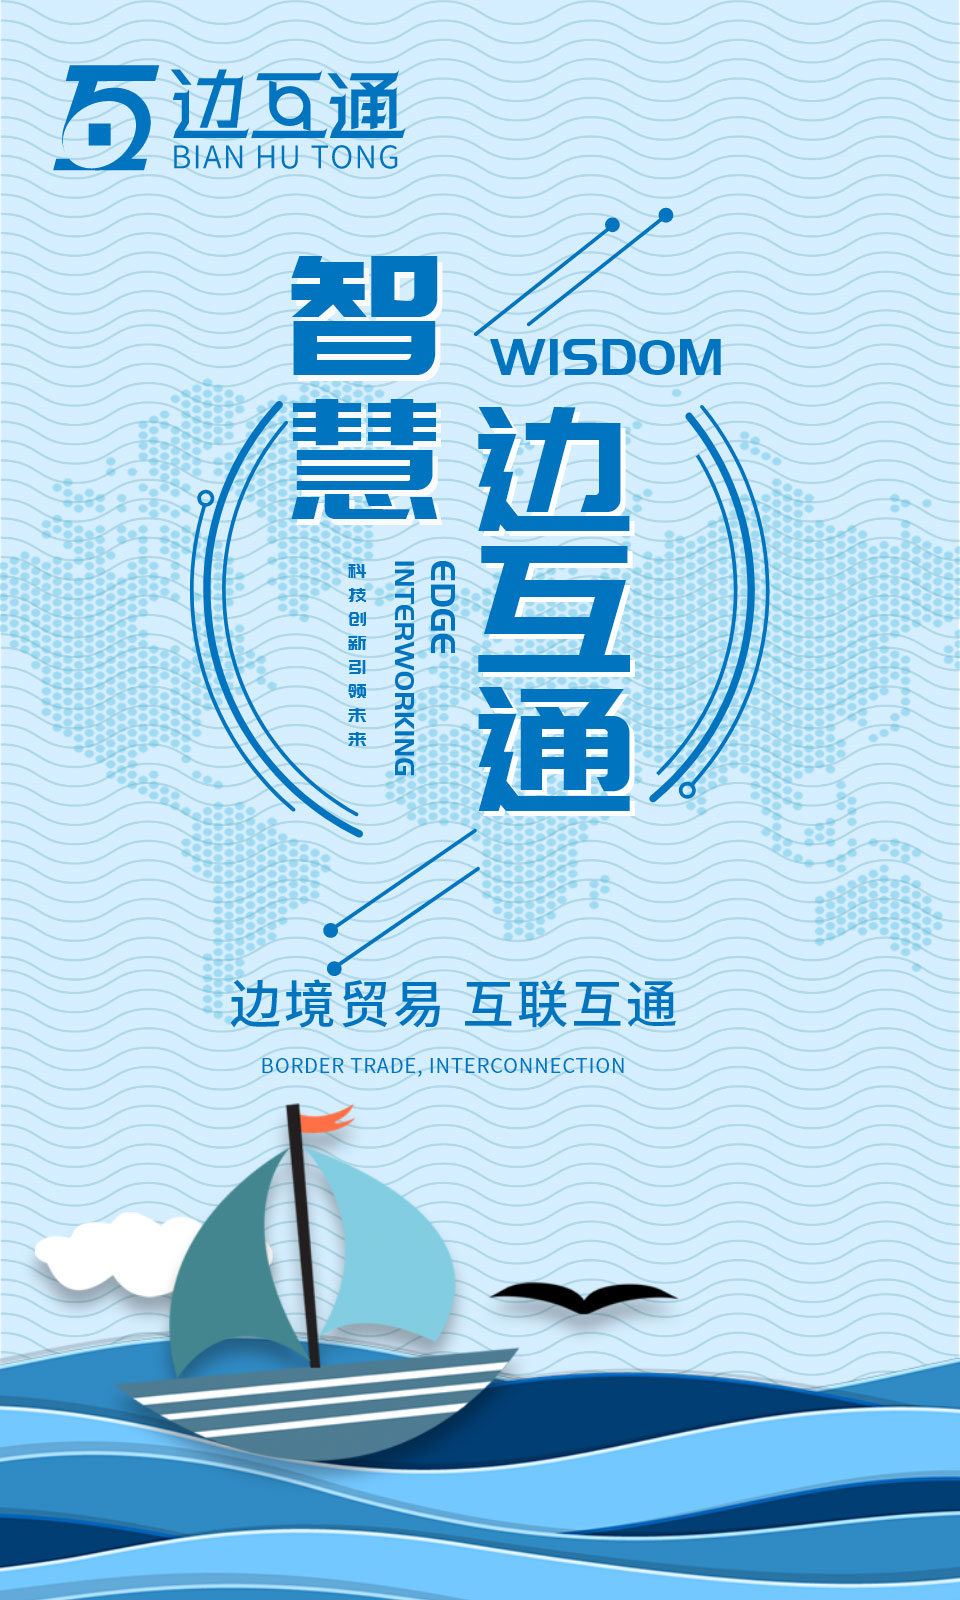 边互通
BIAN HU TONG
智慧
WISDOM
边互通
EDGE
INTERWORKING
科技创新引领未来
边境贸易 互联互通
BORDER TRADE, INTERCONNECTION